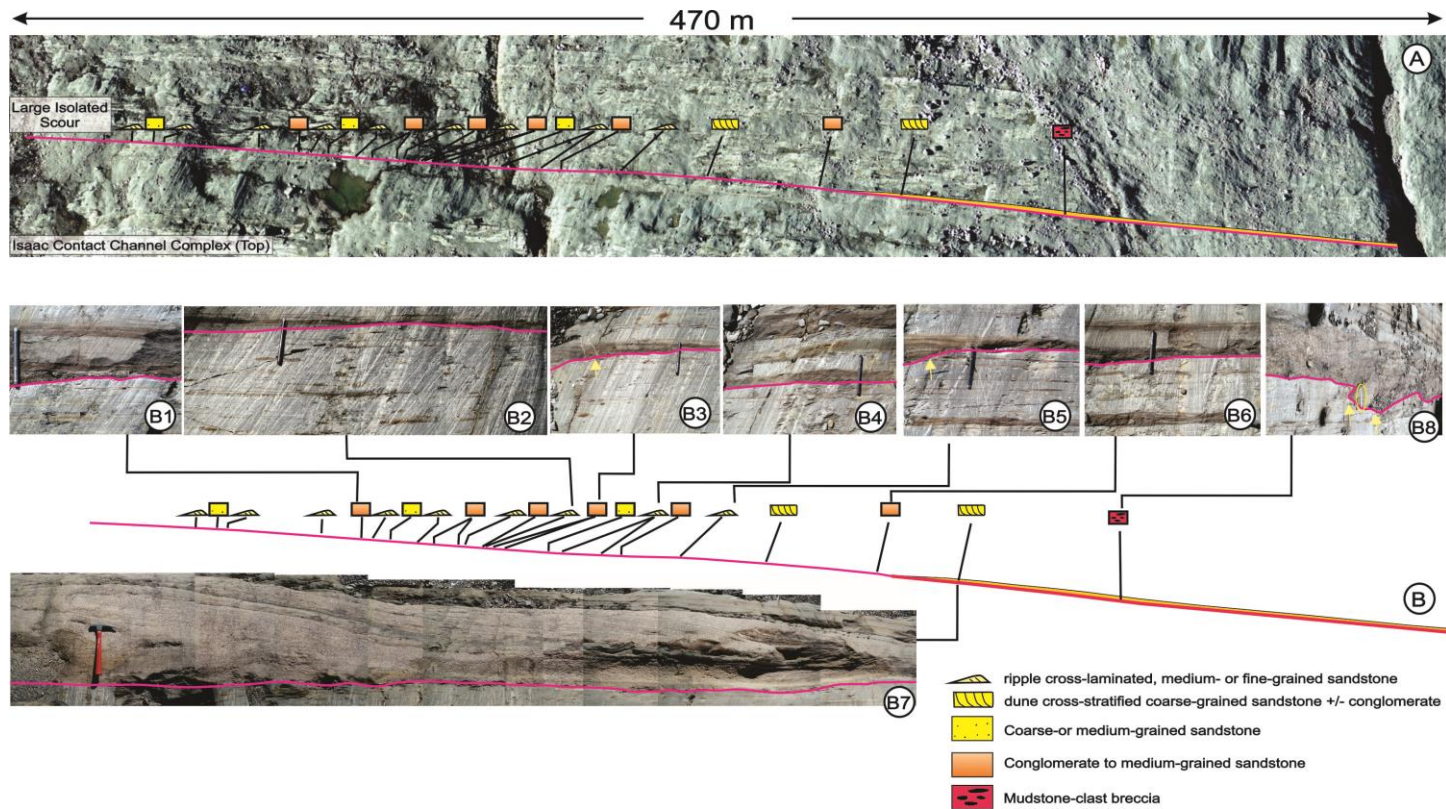 470 m
A
Large Isolated
Scour
Isaac Contact Channel Complex (Top)
B1
B2
B3
B4
B5
B6
B8
B
B7
ripple cross-laminated, medium- or fine-grained sandstone
dune cross-stratified coarse-grained sandstone +/- conglomerate
Coarse-or medium-grained sandstone
Conglomerate to medium-grained sandstone
Mudstone-clast breccia